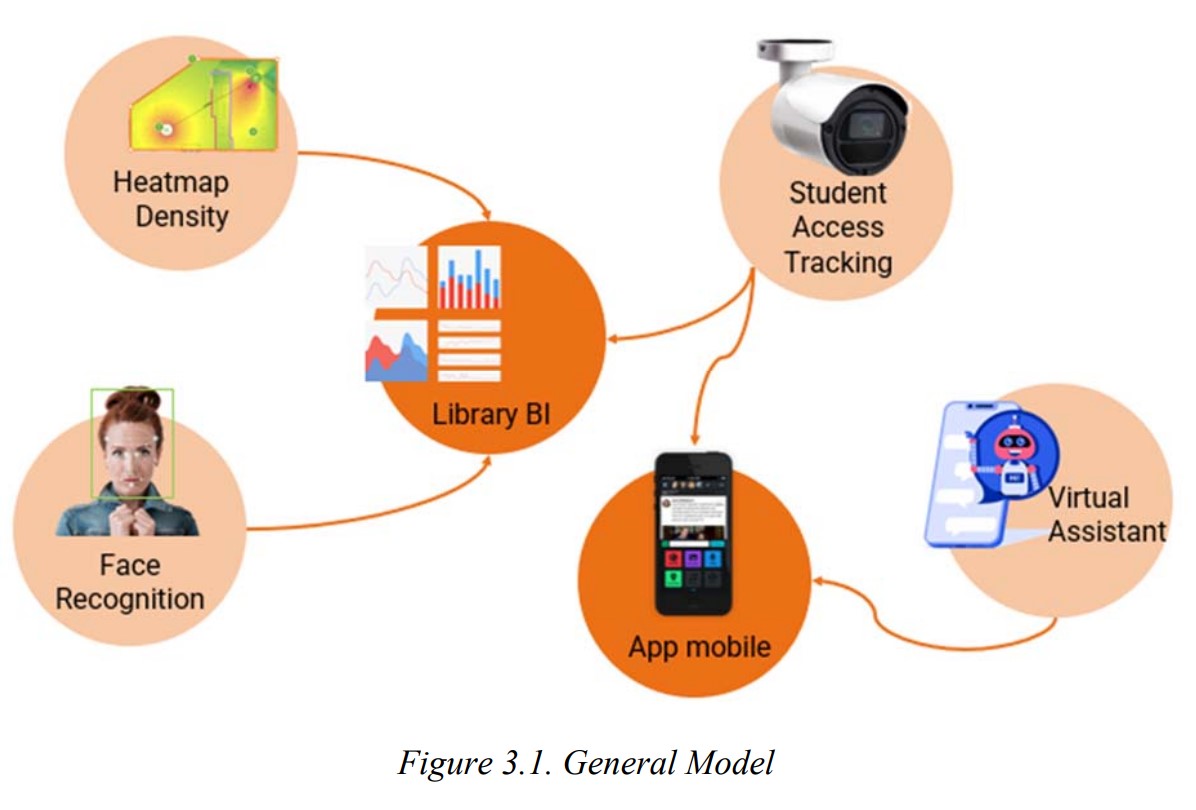 Heatmap
Density
Student
Access
Tracking
Library BI
Face
Recognition
Virtual
Assistant
App mobile
Figure 3.1. General Model